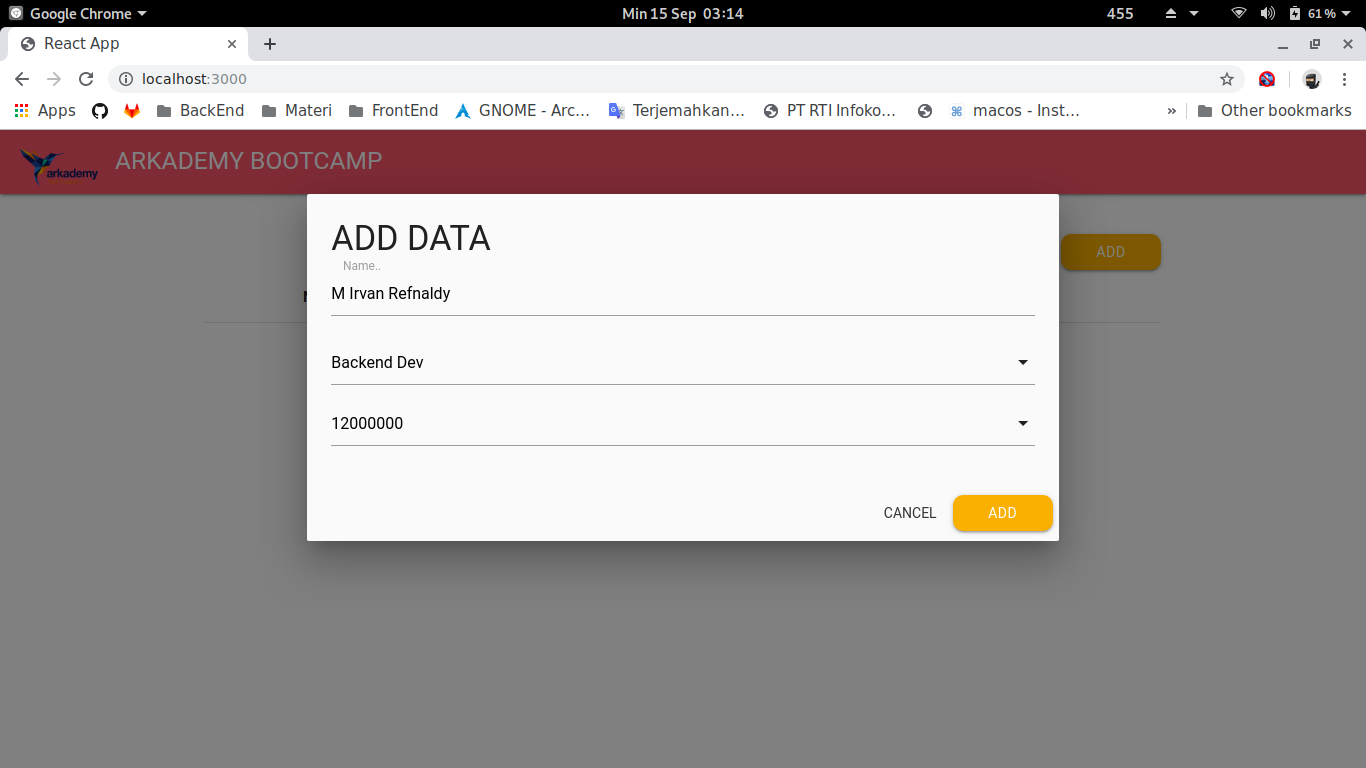 Google Chrome
Min 15 Sep 03:14
455
61 %
React App
localhost:3000
Apps
BackEnd
Materi
FrontEnd
GNOME - Arc...
Terjemahkan...
PT RTI Infoko...
macos - Inst...
»
Other bookmarks
arkademy
ARKADEMY BOOTCAMP
ADD
ADD DATA
Name..
M Irvan Refnaldy
Backend Dev
12000000
CANCEL
ADD